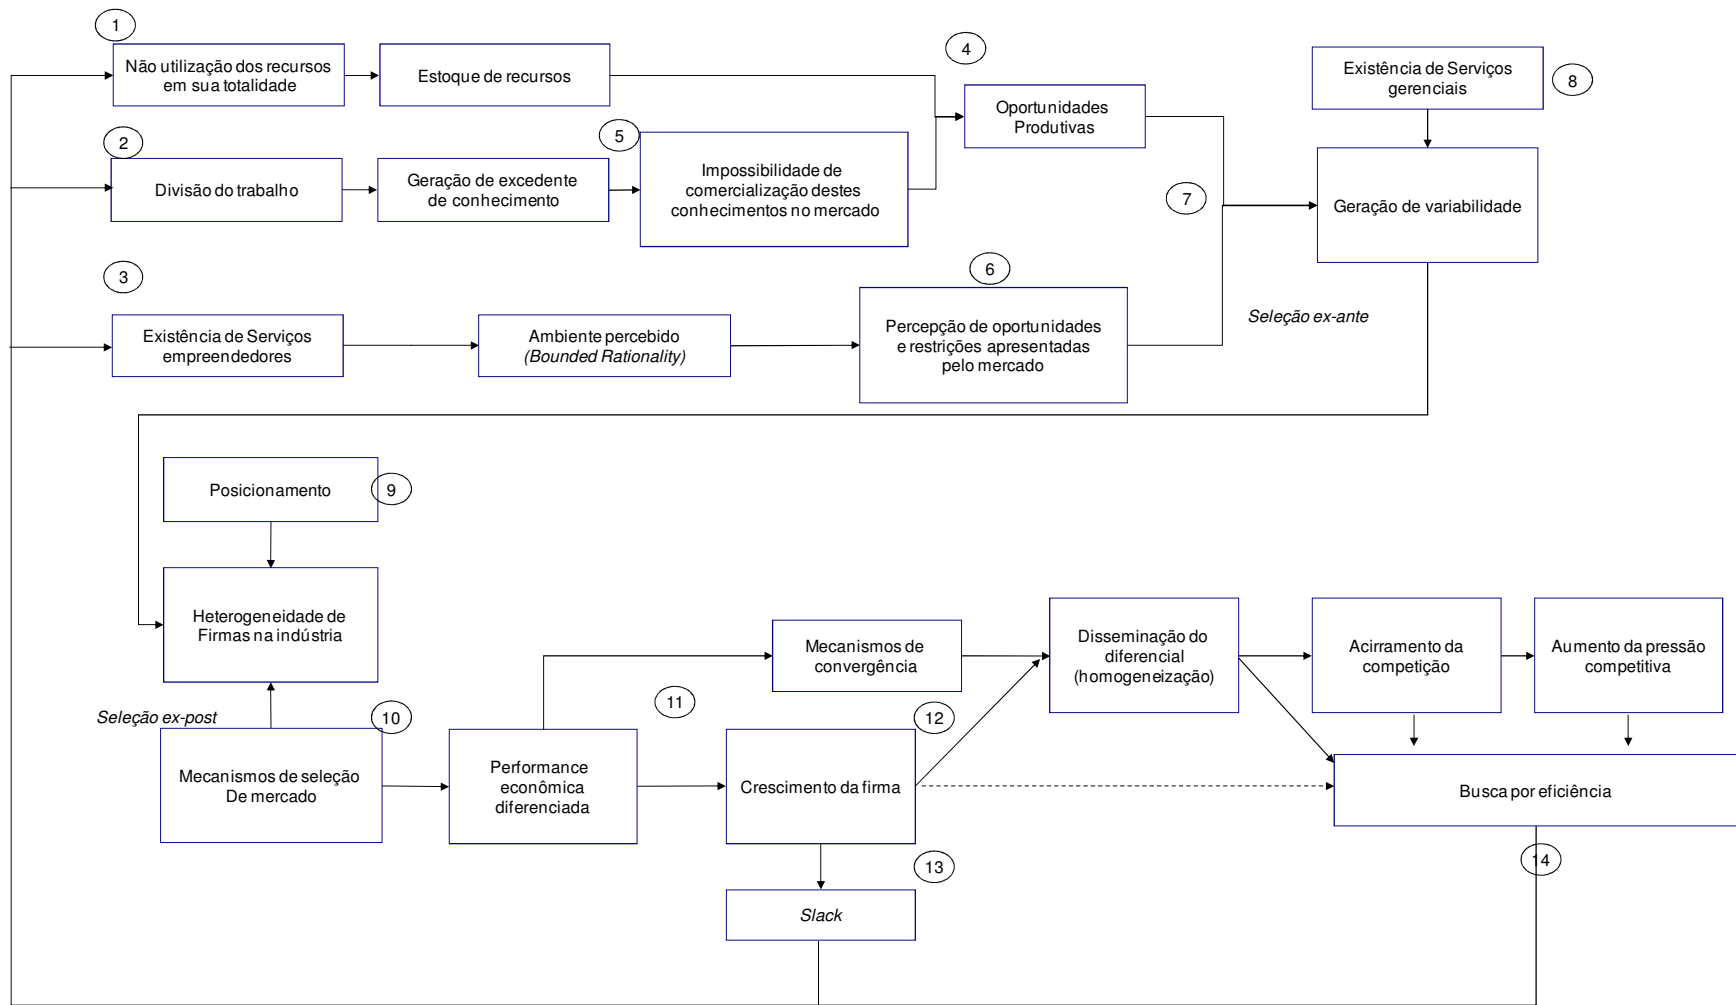 1
Não utilização dos recursos
em sua totalidade
Estoque de recursos
4
Oportunidades
Produtivas
Existência de Serviços
gerenciais
8
2
Divisão do trabalho
Geração de excedente
de conhecimento
5
Impossibilidade de
comercialização destes
conhecimentos no mercado
7
Geração de variabilidade
3
Existência de Serviços
empreendedores
Ambiente percebido
(Bounded Rationality)
6
Percepção de oportunidades
e restrições apresentadas
pelo mercado
Seleção ex-ante
Posicionamento
9
Heterogeneidade de
Firmas na indústria
Seleção ex-post
10
Mecanismos de seleção
De mercado
Performance
econômica
diferenciada
11
Mecanismos de
convergência
12
Crescimento da firma
13
Slack
Disseminação do
diferencial
(homogeneização)
Acirramento da
competição
Aumento da pressão
competitiva
Busca por eficiência
14